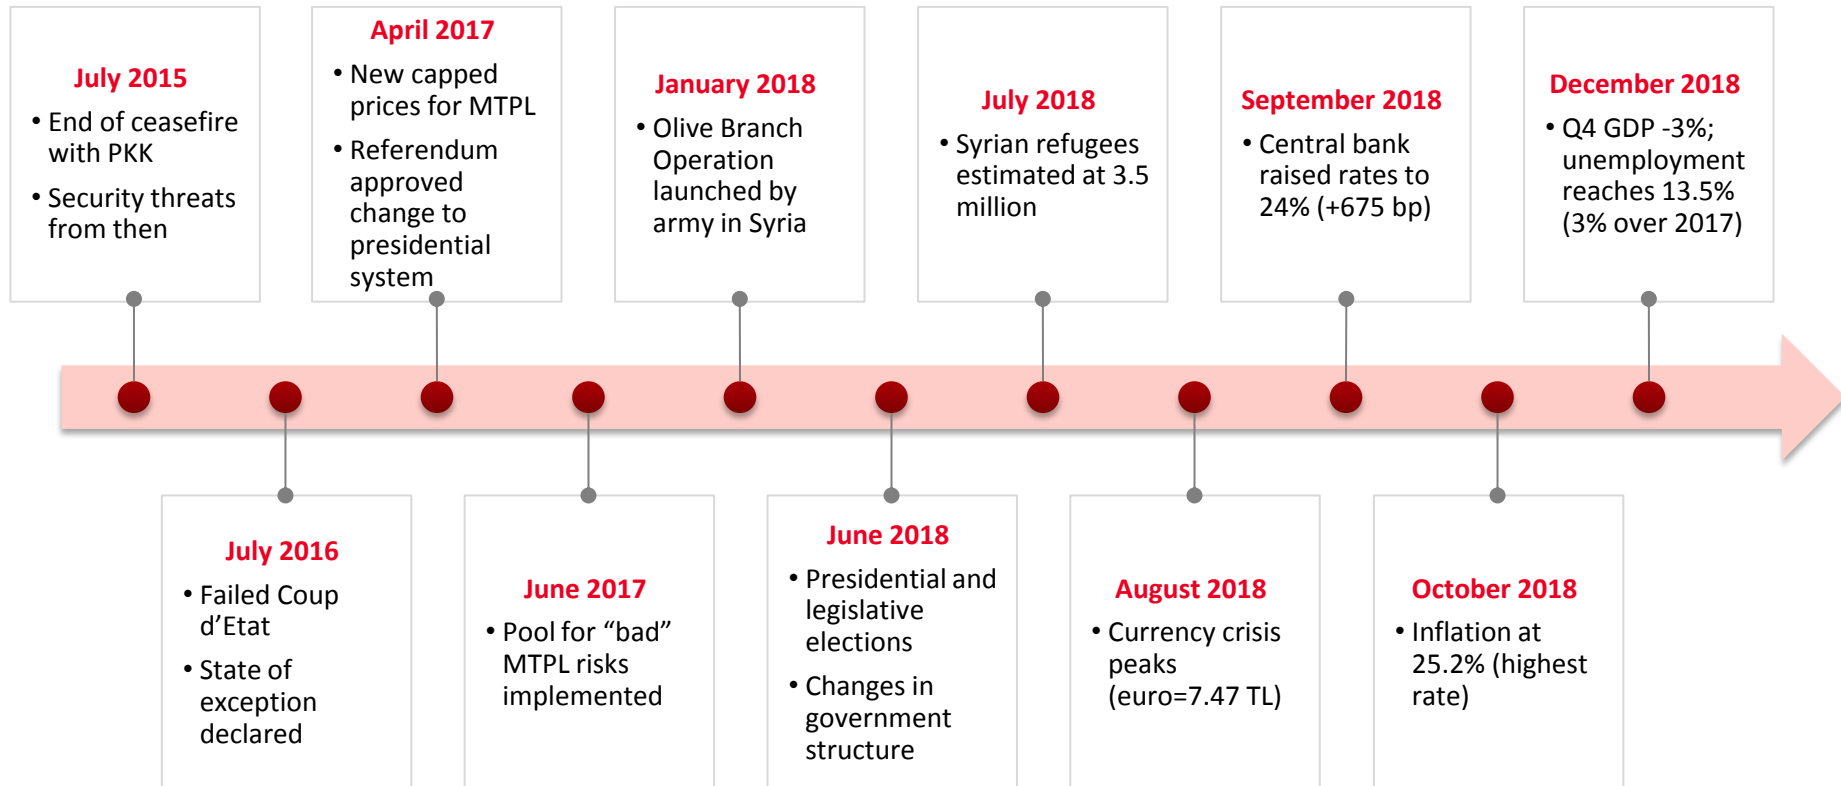 July 2015
• End of ceasefire
with PKK
• Security threats
from then
July 2016
• Failed Coup
d’Etat
• State of
exception
declared
April 2017
• New capped
prices for MTPL
• Referendum
approved
change to
presidential
system
June 2017
• Pool for “bad”
MTPL risks
implemented
January 2018
• Olive Branch
Operation
launched by
army in Syria
June 2018
• Presidential and
legislative
elections
• Changes in
government
structure
July 2018
• Syrian refugees
estimated at 3.5
million
August 2018
• Currency crisis
peaks
(euro=7.47 TL)
September 2018
• Central bank
raised rates to
24% (+675 bp)
October 2018
• Inflation at
25.2% (highest
rate)
December 2018
• Q4 GDP -3%;
unemployment
reaches 13.5%
(3% over 2017)